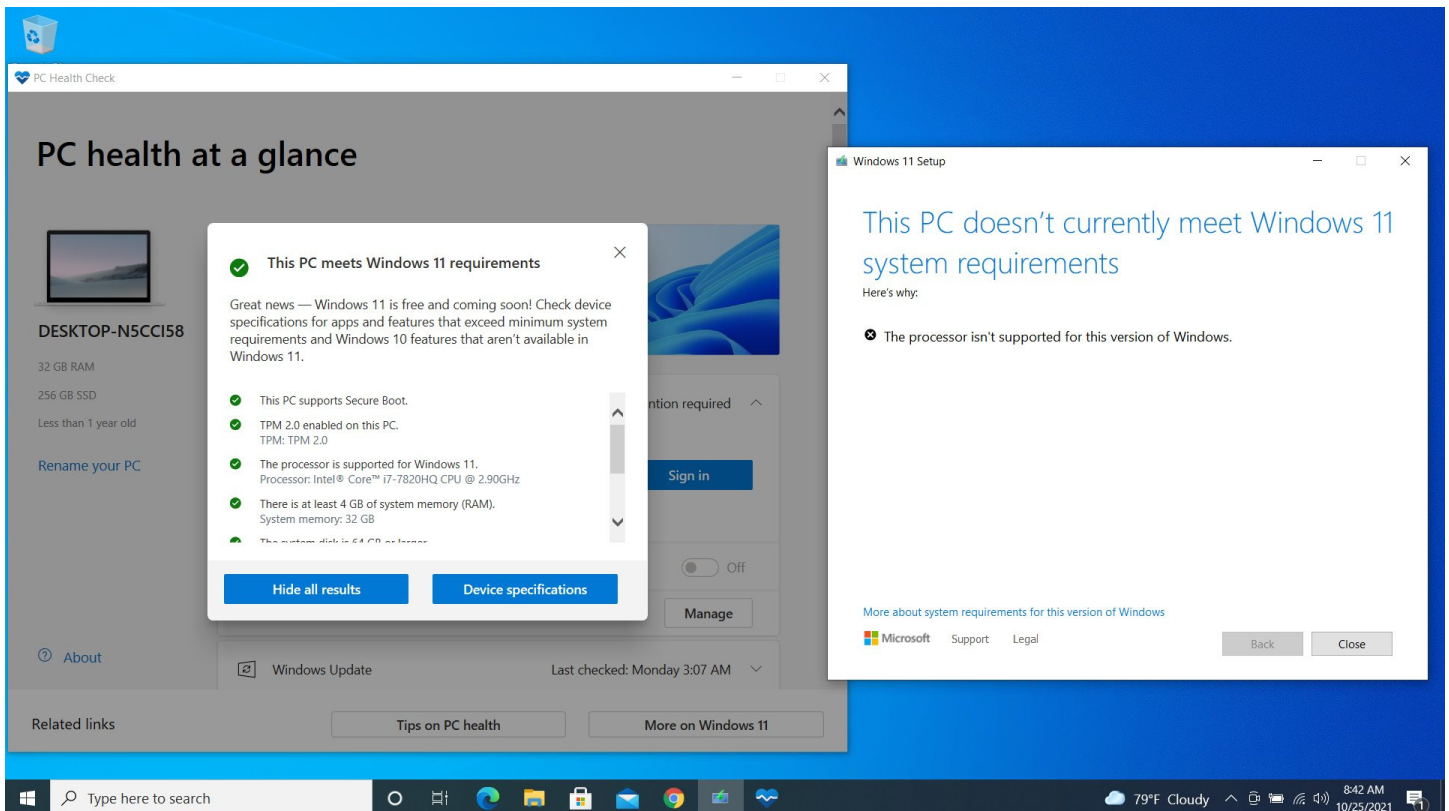 PC Health Check
PC health at a glance
DESKTOP-N5CCI58
32 GB RAM
256 GB SSD
Less than 1 year old
Rename your PC
About
This PC meets Windows 11 requirements
Great news — Windows 11 is free and coming soon! Check device
specifications for apps and features that exceed minimum system
requirements and Windows 10 features that aren't available in
Windows 11.
This PC supports Secure Boot.
TPM 2.0 enabled on this PC.
TPM: TPM 2.0
The processor is supported for Windows 11.
Processor: Intel® Core™ i7-7820HQ CPU @ 2.90GHz
There is at least 4 GB of system memory (RAM).
System memory: 32 GB
The system disk is 64 GB or larger.
Hide all results
Device specifications
required
Sign in
Off
Manage
Windows Update
Last checked: Monday 3:07 AM
Related links
Tips on PC health
More on Windows 11
Windows 11 Setup
This PC doesn't currently meet Windows 11
system requirements
Here's why:
The processor isn't supported for this version of Windows.
More about system requirements for this version of Windows
Microsoft
Support
Legal
Back
Close
Type here to search
79°F Cloudy
8:42 AM
10/25/2021
1